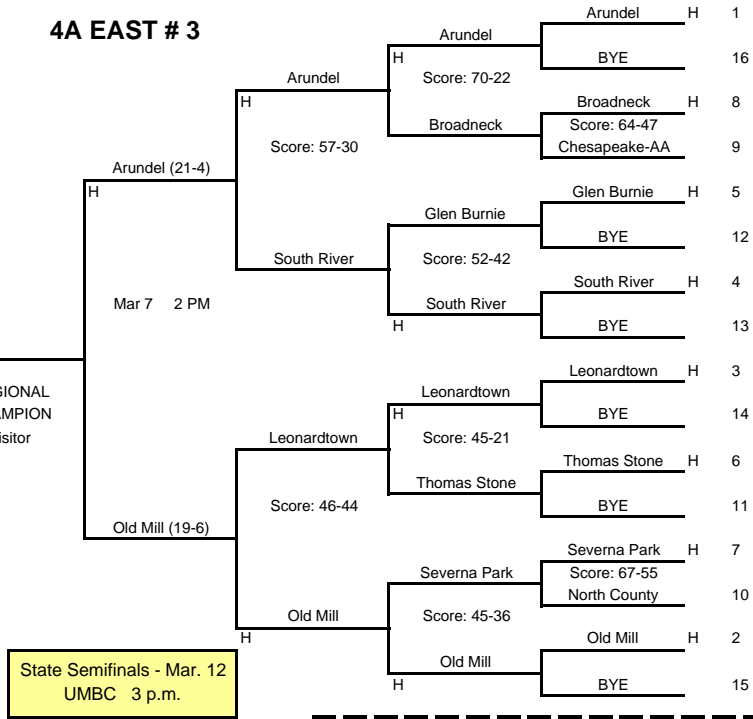 4A EAST # 3
Arundel H 1
Arundel
H BYE 16
Arundel Score: 70-22
H Broadneck H 8
Broadneck Score: 64-47
Score: 57-30 Chesapeake-AA 9
Arundel (21-4)
H Glen Burnie H 5
Glen Burnie
BYE 12
South River Score: 52-42
South River H 4
Mar 7 2 PM South River
H BYE 13
Leonardtown H 3
GIONAL Leonardtown
AMPION H BYE 14
isitor Leonardtown Score: 45-21
Thomas Stone H 6
Thomas Stone
Score: 46-44 BYE 11
Old Mill (19-6)
Severna Park H 7
Severna Park Score: 67-55
North County 10
Old Mill Score: 45-36
H Old Mill H 2
Old Mill
H BYE 15
State Semifinals - Mar. 12
UMBC 3 p.m.